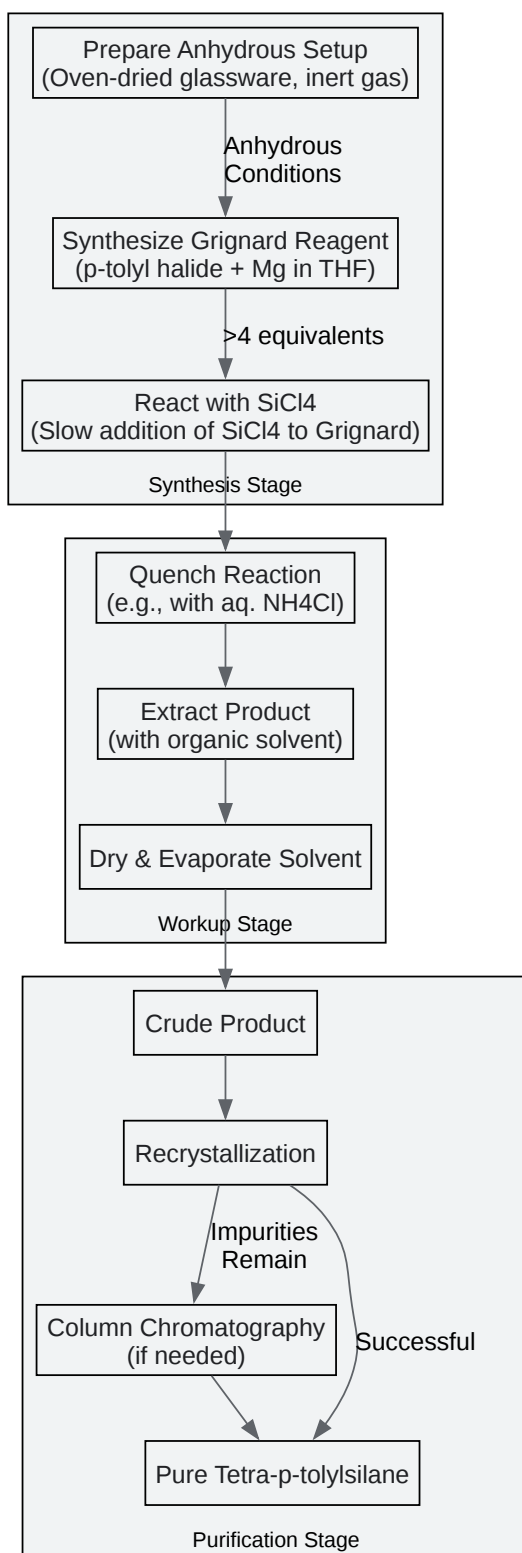 Prepare Anhydrous Setup
(Oven-dried glassware, inert gas)
Anhydrous
Conditions
Synthesize Grignard Reagent
(p-tolyl halide + Mg in THF)
>4 equivalents
React with SiCl4
(Slow addition of SiCl4 to Grignard)
Synthesis Stage
Quench Reaction
(e.g., with aq. NH4Cl)
Extract Product
(with organic solvent)
Dry & Evaporate Solvent
Workup Stage
Crude Product
Recrystallization
Impurities
Remain
Column Chromatography
(if needed)
Successful
Pure Tetra-p-tolylsilane
Purification Stage